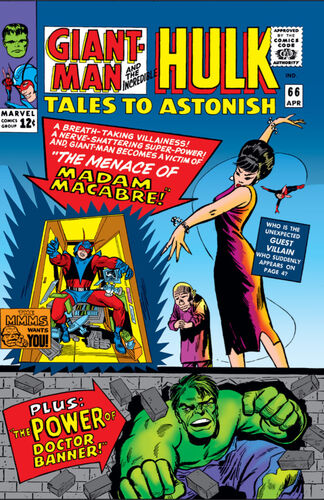 GIANT-
MAN
AND THE
INCREDIBLE
HULK
TALES TO ASTONISH
APPROVED
BY THE
COMICS
CODE
AUTHORITY
MARVEL
COMICS
GROUP 12¢
IND.
66
APR
A BREATH-TAKING VILLAINESS!
A NERVE-SHATTERING SUPER-POWER!
AND, GIANT-MAN BECOMES A VICTIM OF
"THE MENACE OF
MADAM
MACABRE!"
WHO IS THE
UNEXPECTED
GUEST
VILLAIN
WHO SUDDENLY
APPEARS ON
PAGE 4?
THE
M.M.M.S.
WANTS
YOU!
PLUS:
"THE POWER OF
DOCTOR
BANNER!"